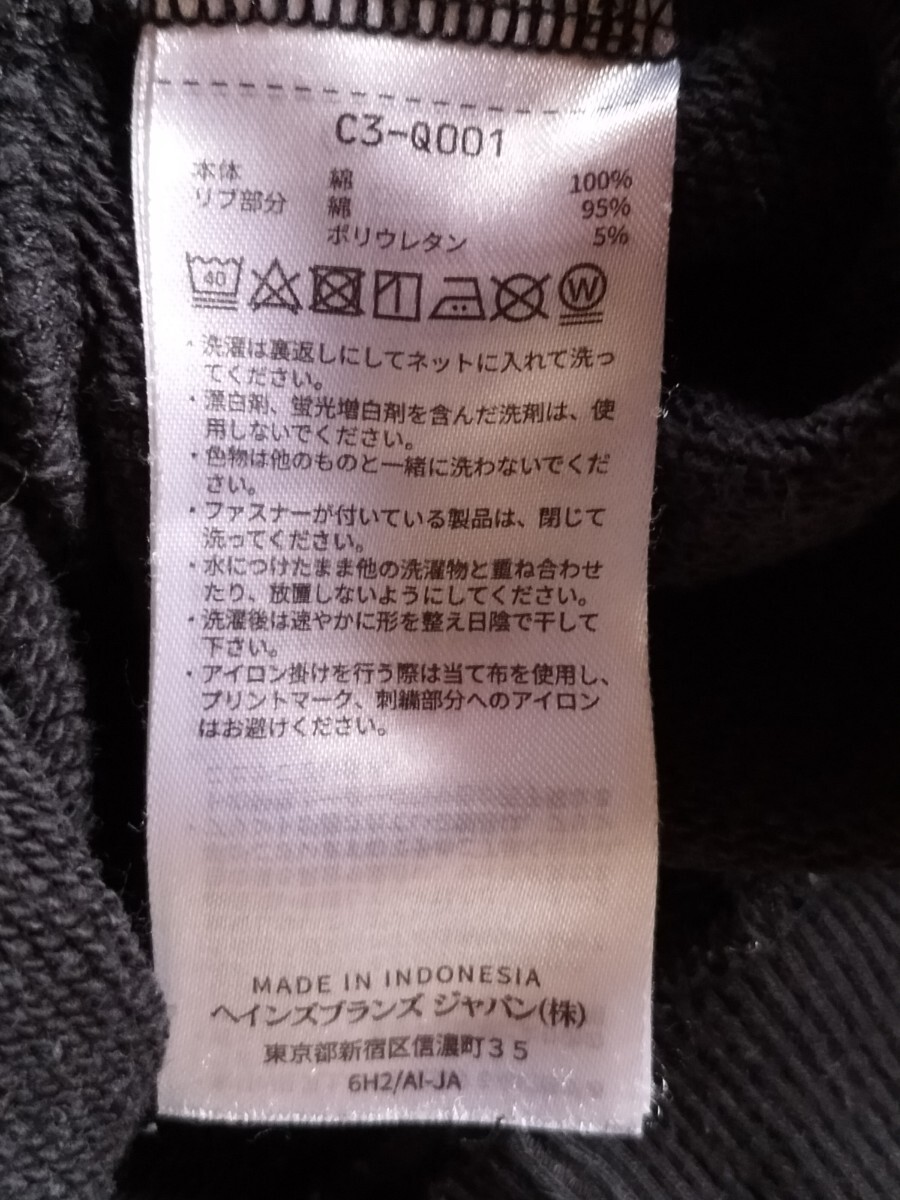 C3-Q001
本体 綿 100%
リブ部分 綿 95%
ポリウレタン 5%
40 W
・洗濯は裏返しにしてネットに入れて洗っ
てください。
・漂白剤、蛍光増白剤を含んだ洗剤は、使
用しないでください。
・色物は他のものと一緒に洗わないでくだ
さい。
・ファスナーが付いている製品は、閉じて
洗ってください。
・水につけたまま他の洗濯物と重ね合わせ
たり、放置しないようにしてください。
・洗濯後は速やかに形を整え日陰で干して
下さい。
・アイロン掛けを行う際は当て布を使用し、
プリントマーク、刺繍部分へのアイロン
はお避けください。
MADE IN INDONESIA
ヘインズブランズ ジャパン(株)
東京都新宿区信濃町３５
6H2/AI-JA